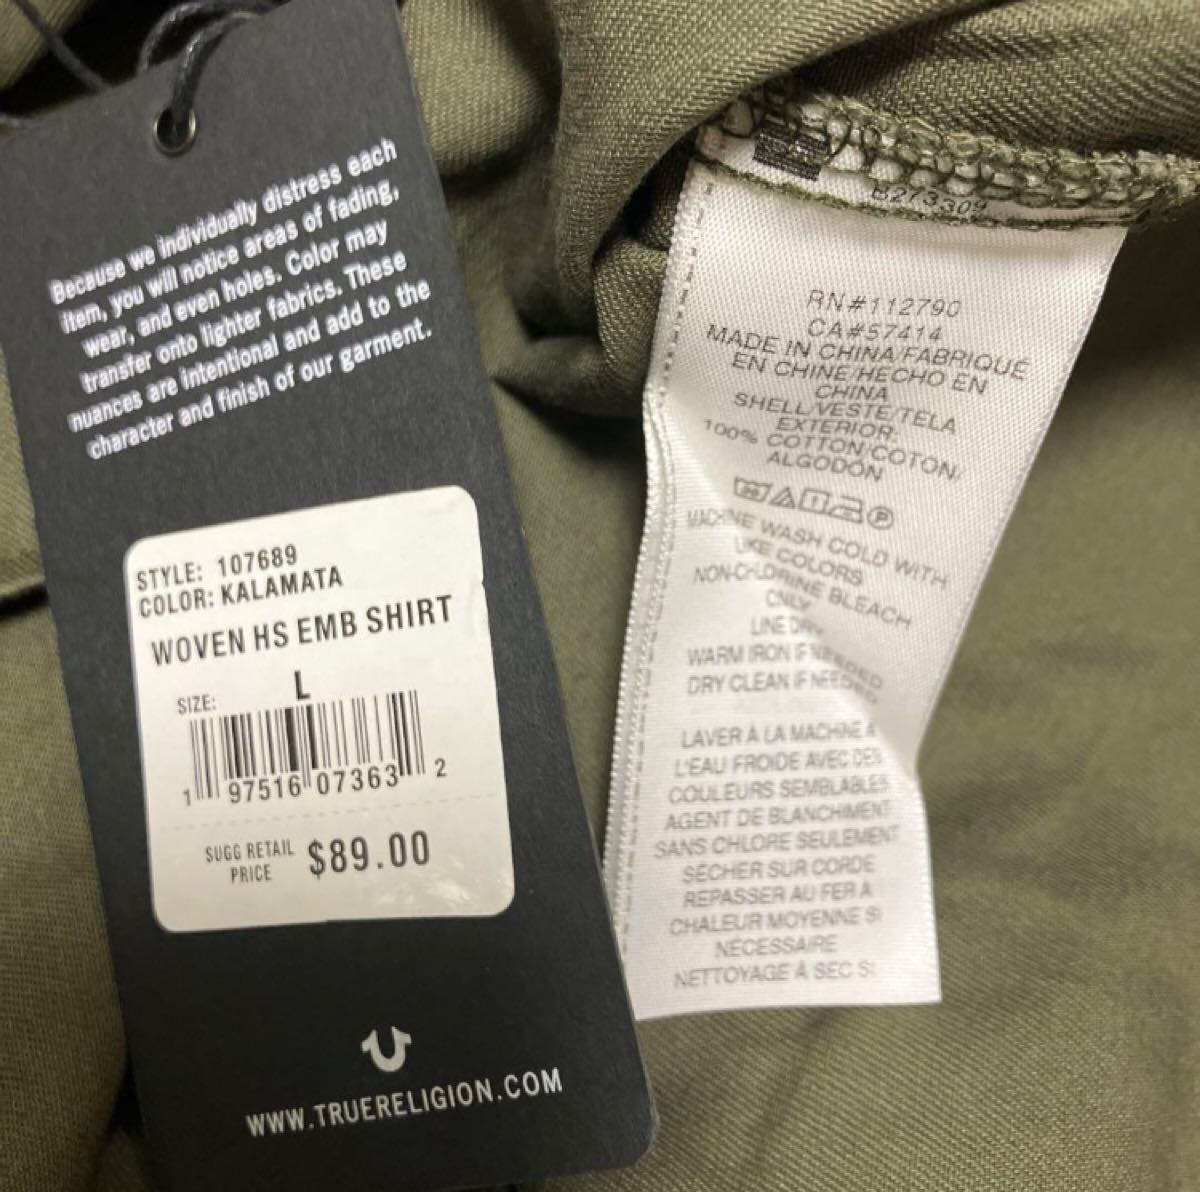 Because we individually distress each
item, you will notice areas of fading,
wear, and even holes. Color may
transfer onto lighter fabrics. These
nuances are intentional and add to the
character and finish of our garment.
STYLE: 107689
COLOR: KALAMATA
WOVEN HS EMB SHIRT
SIZE: L
1 97516 07363 2
SUGG RETAIL
PRICE
$89.00
WWW.TRUERELIGION.COM
B273309
RN#112790
CA#57414
MADE IN CHINA/FABRIQUÉ
EN CHINE/HECHO EN
CHINA
SHELL/VESTE/TELA
EXTERIOR:
100% COTTON/COTON/
ALGODÓN
MACHINE WASH COLD WITH
LIKE COLORS
NON-CHLORINE BLEACH
ONLY
LINE DRY
WARM IRON IF NEEDED
DRY CLEAN IF NEEDED
LAVER À LA MACHINE À
L'EAU FROIDE AVEC DES
COULEURS SEMBLABLES
AGENT DE BLANCHIMENT
SANS CHLORE SEULEMENT
SÉCHER SUR CORDE
REPASSER AU FER À
CHALEUR MOYENNE SI
NÉCESSAIRE
NETTOYAGE À SEC SI